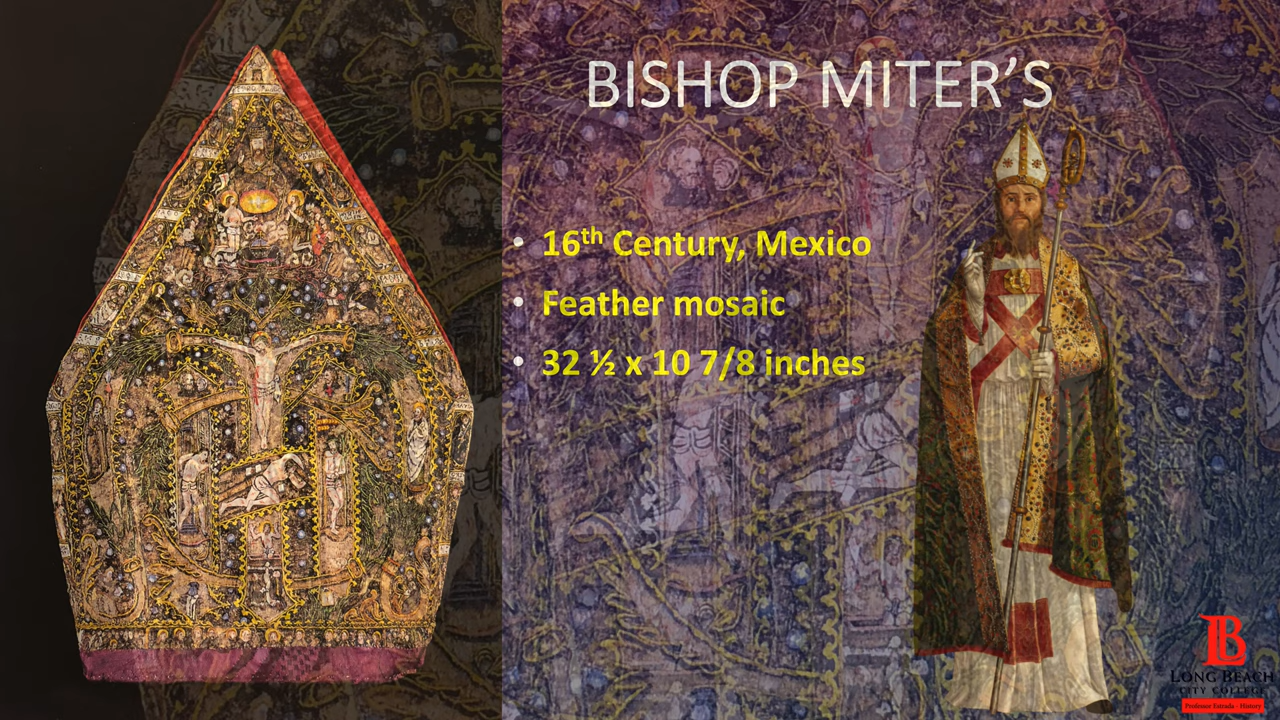 BISHOP MITER’S
• 16th Century, Mexico
• Feather mosaic
• 32 ½ x 10 7/8 inches
LB
LONG BEACH
CITY COLLEGE
Professor Estrada - History